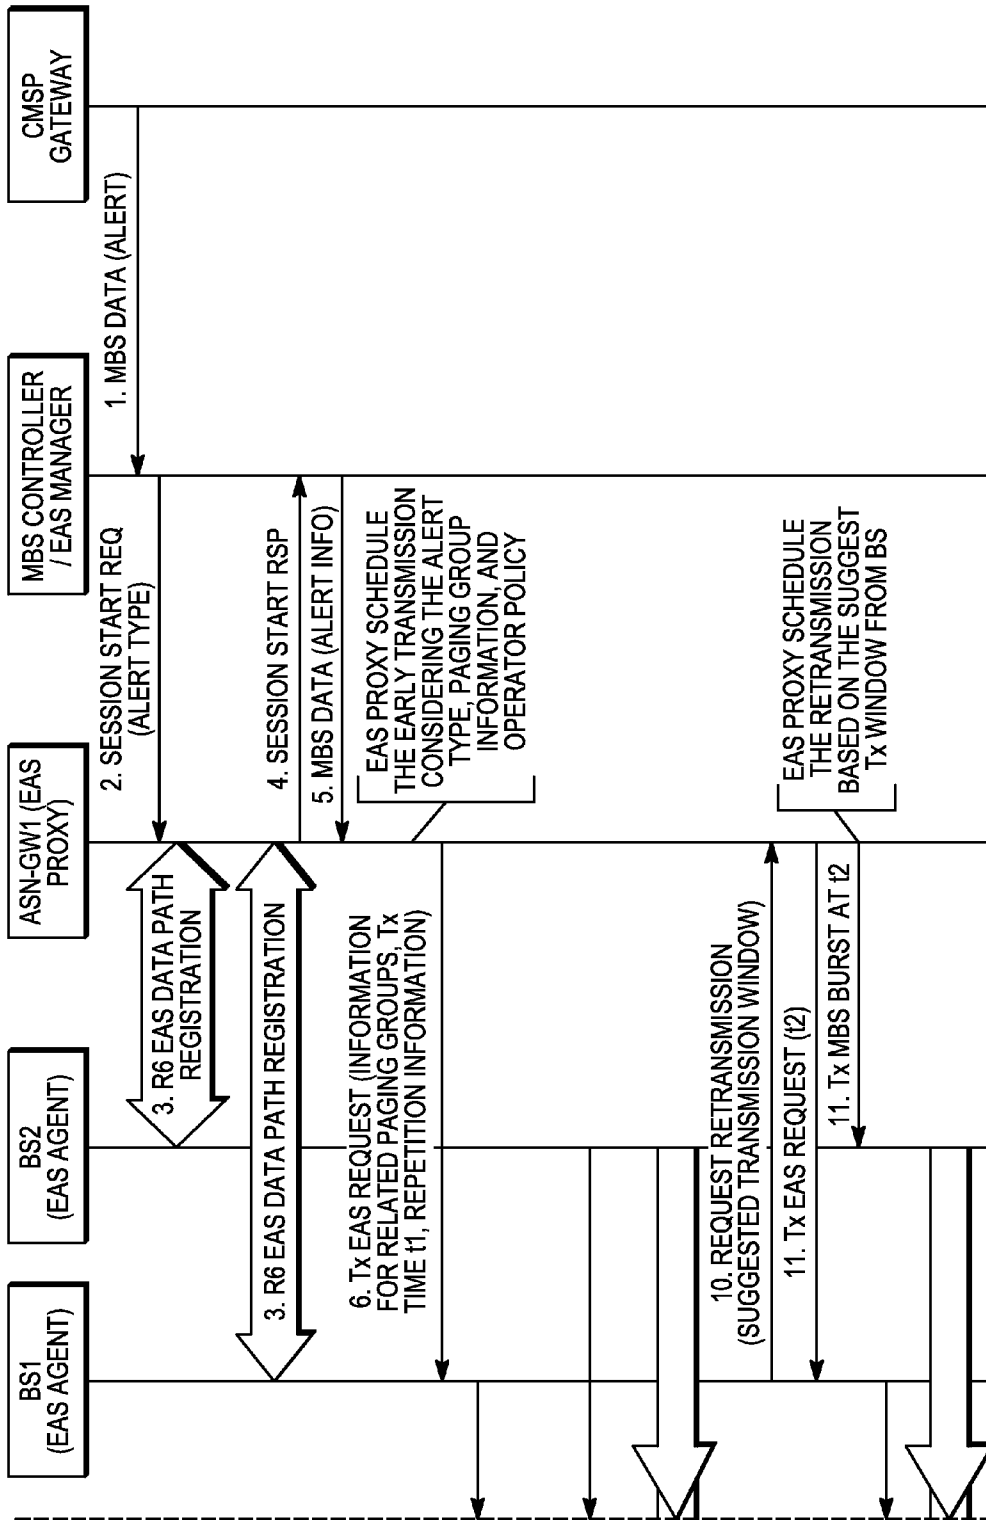 BS1
(EAS AGENT)
BS2
(EAS AGENT)
ASN-GW1 (EAS
PROXY)
MBS CONTROLLER
/ EAS MANAGER
CMSP
GATEWAY
1. MBS DATA (ALERT)
2. SESSION START REQ
(ALERT TYPE)
3. R6 EAS DATA PATH
REGISTRATION
3. R6 EAS DATA PATH REGISTRATION
4. SESSION START RSP
5. MBS DATA (ALERT INFO)
EAS PROXY SCHEDULE
THE EARLY TRANSMISSION
CONSIDERING THE ALERT
TYPE, PAGING GROUP
INFORMATION, AND
OPERATOR POLICY
6. Tx EAS REQUEST (INFORMATION
FOR RELATED PAGING GROUPS, Tx
TIME t1, REPETITION INFORMATION)
10. REQUEST RETRANSMISSION
(SUGGESTED TRANSMISSION WINDOW)
11. Tx EAS REQUEST (t2)
11. Tx MBS BURST AT t2
EAS PROXY SCHEDULE
THE RETRANSMISSION
BASED ON THE SUGGEST
Tx WINDOW FROM BS